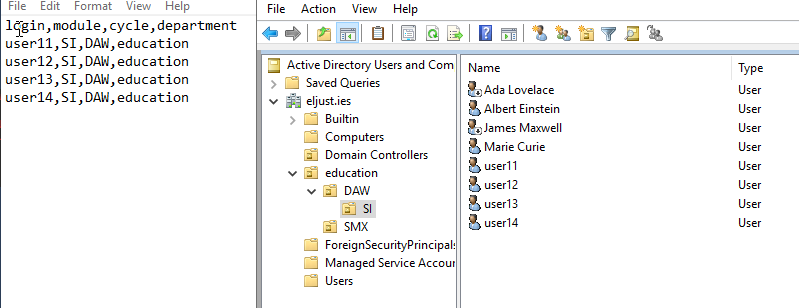 File Edit Format View Help
login,module,cycle,department
user11,SI,DAW,education
user12,SI,DAW,education
user13,SI,DAW,education
user14,SI,DAW,education
File Action View Help
Active Directory Users and Com
Saved Queries
eljust.ies
Builtin
Computers
Domain Controllers
education
DAW
SI
SMX
ForeignSecurityPrincipals
Managed Service Accour
Users
Name Type
Ada Lovelace User
Albert Einstein User
James Maxwell User
Marie Curie User
user11 User
user12 User
user13 User
user14 User